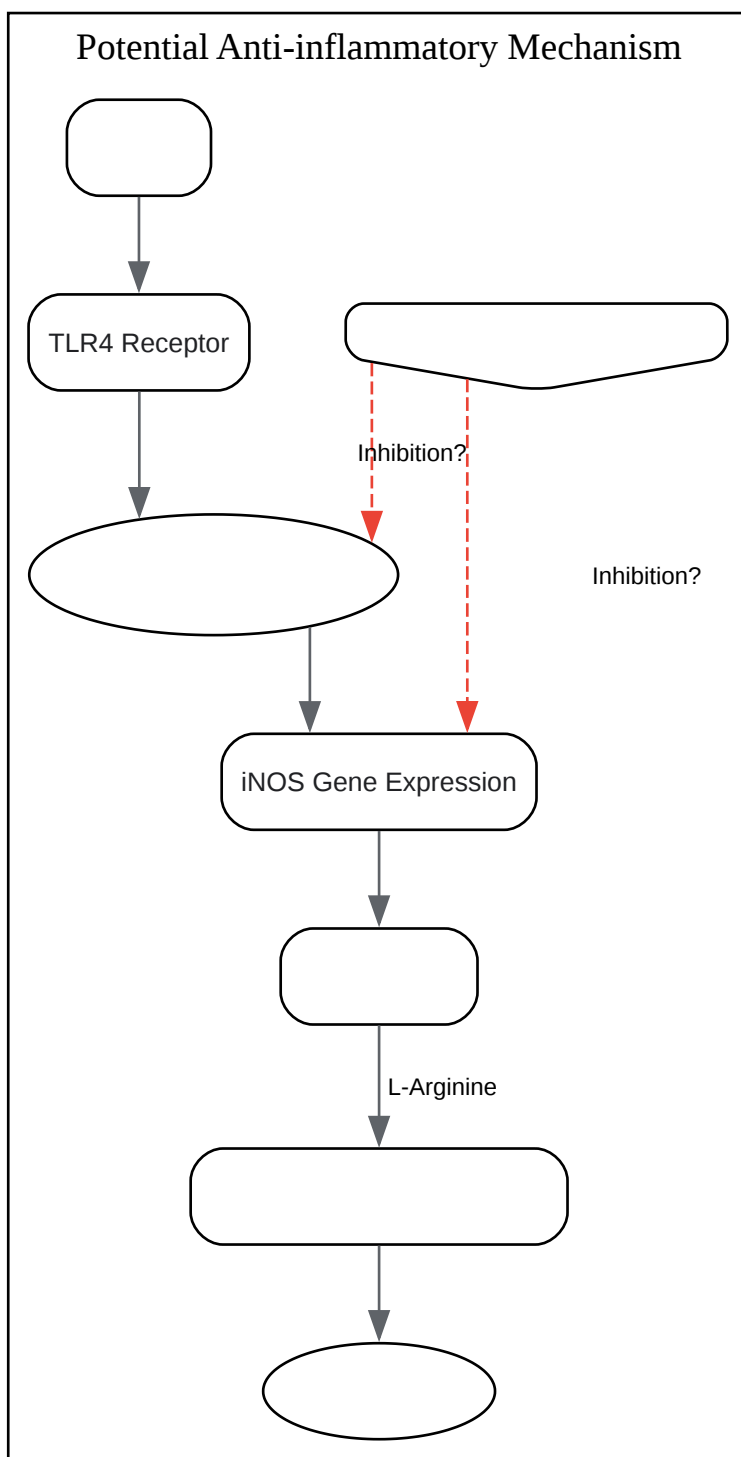 Potential Anti-inflammatory Mechanism
TLR4 Receptor
Inhibition?
Inhibition?
iNOS Gene Expression
L-Arginine